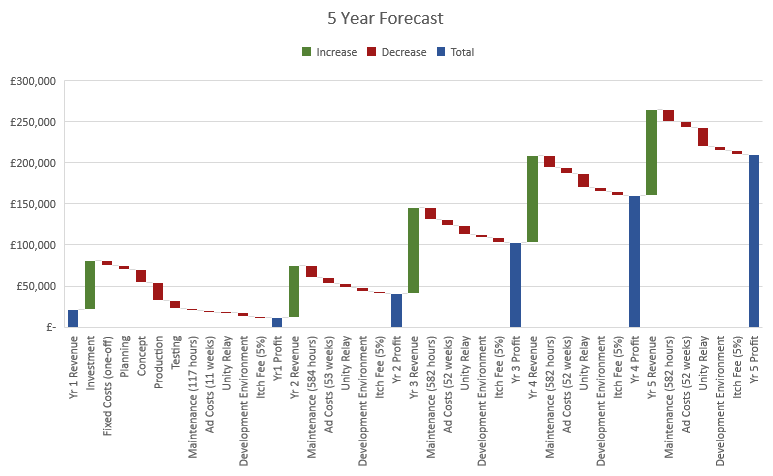 5 Year Forecast
Increase Decrease Total
£300,000
£250,000
£200,000
£150,000
£100,000
£50,000
£-
Yr 1 Revenue
Investment
Fixed Costs (one-off)
Planning
Concept
Production
Testing
Maintenance (117 hours)
Ad Costs (11 weeks)
Unity Relay
Development Environment
Itch Fee (5%)
Yr1 Profit
Yr 2 Revenue
Maintenance (584 hours)
Ad Costs (53 weeks)
Unity Relay
Development Environment
Itch Fee (5%)
Yr 2 Profit
Yr 3 Revenue
Maintenance (582 hours)
Ad Costs (52 weeks)
Unity Relay
Development Environment
Itch Fee (5%)
Yr 3 Profit
Yr 4 Revenue
Maintenance (582 hours)
Ad Costs (52 weeks)
Unity Relay
Development Environment
Itch Fee (5%)
Yr 4 Profit
Yr 5 Revenue
Maintenance (582 hours)
Ad Costs (52 weeks)
Unity Relay
Development Environment
Itch Fee (5%)
Yr 5 Profit